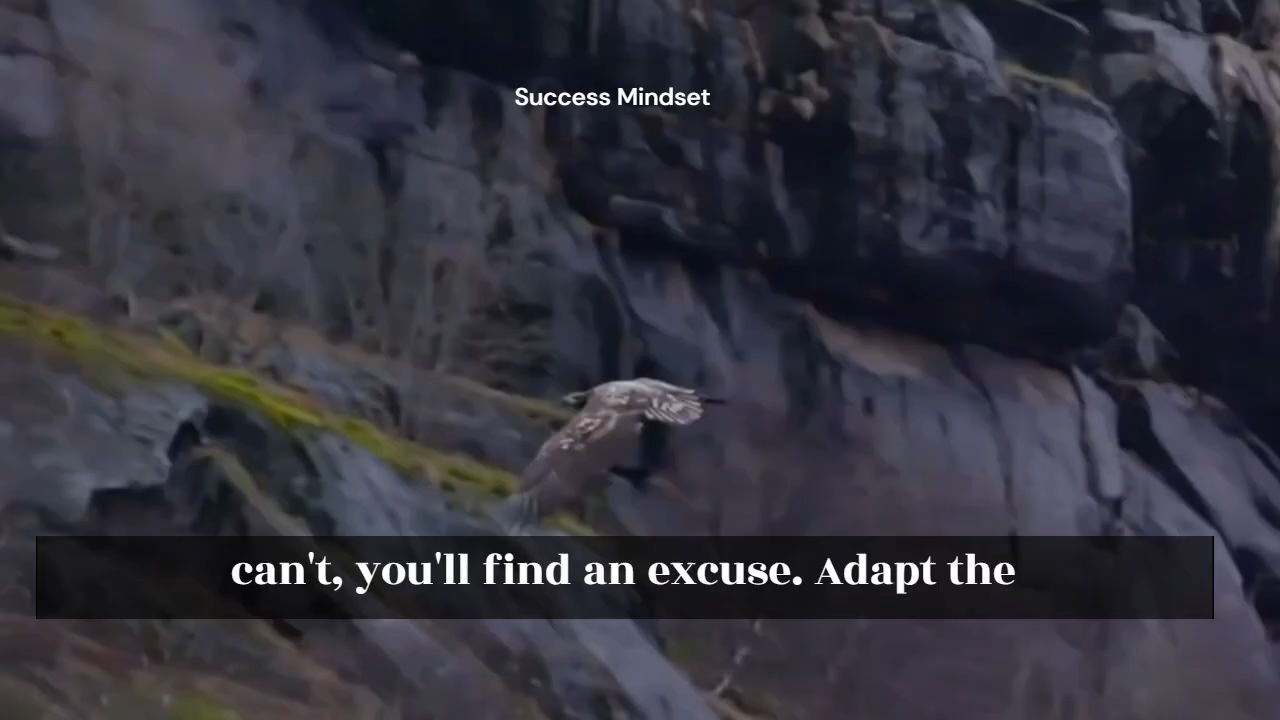 Success Mindset
can't, you'll find an excuse. Adapt the